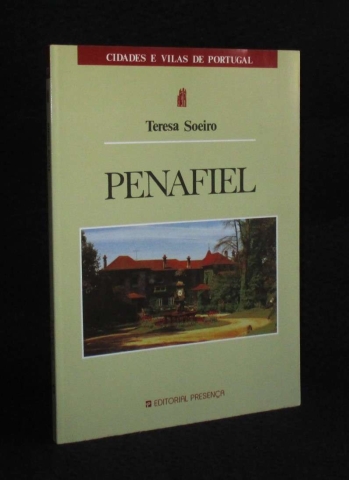 CIDADES E VILAS DE PORTUGAL
Teresa Soeiro
PENAFIEL
EDITORIAL PRESENÇA